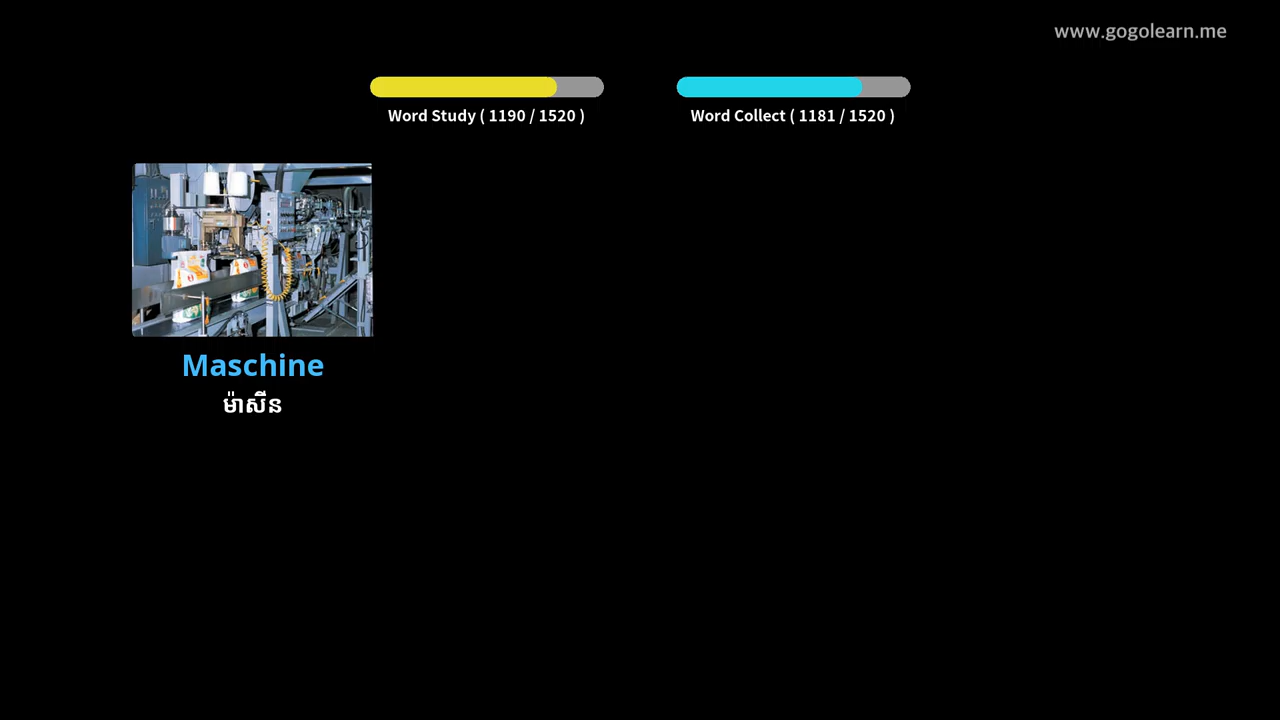 www.gogolearn.me
Word Study ( 1190 / 1520 )
Word Collect ( 1181 / 1520 )
Maschine
ម៉ាស៊ីន